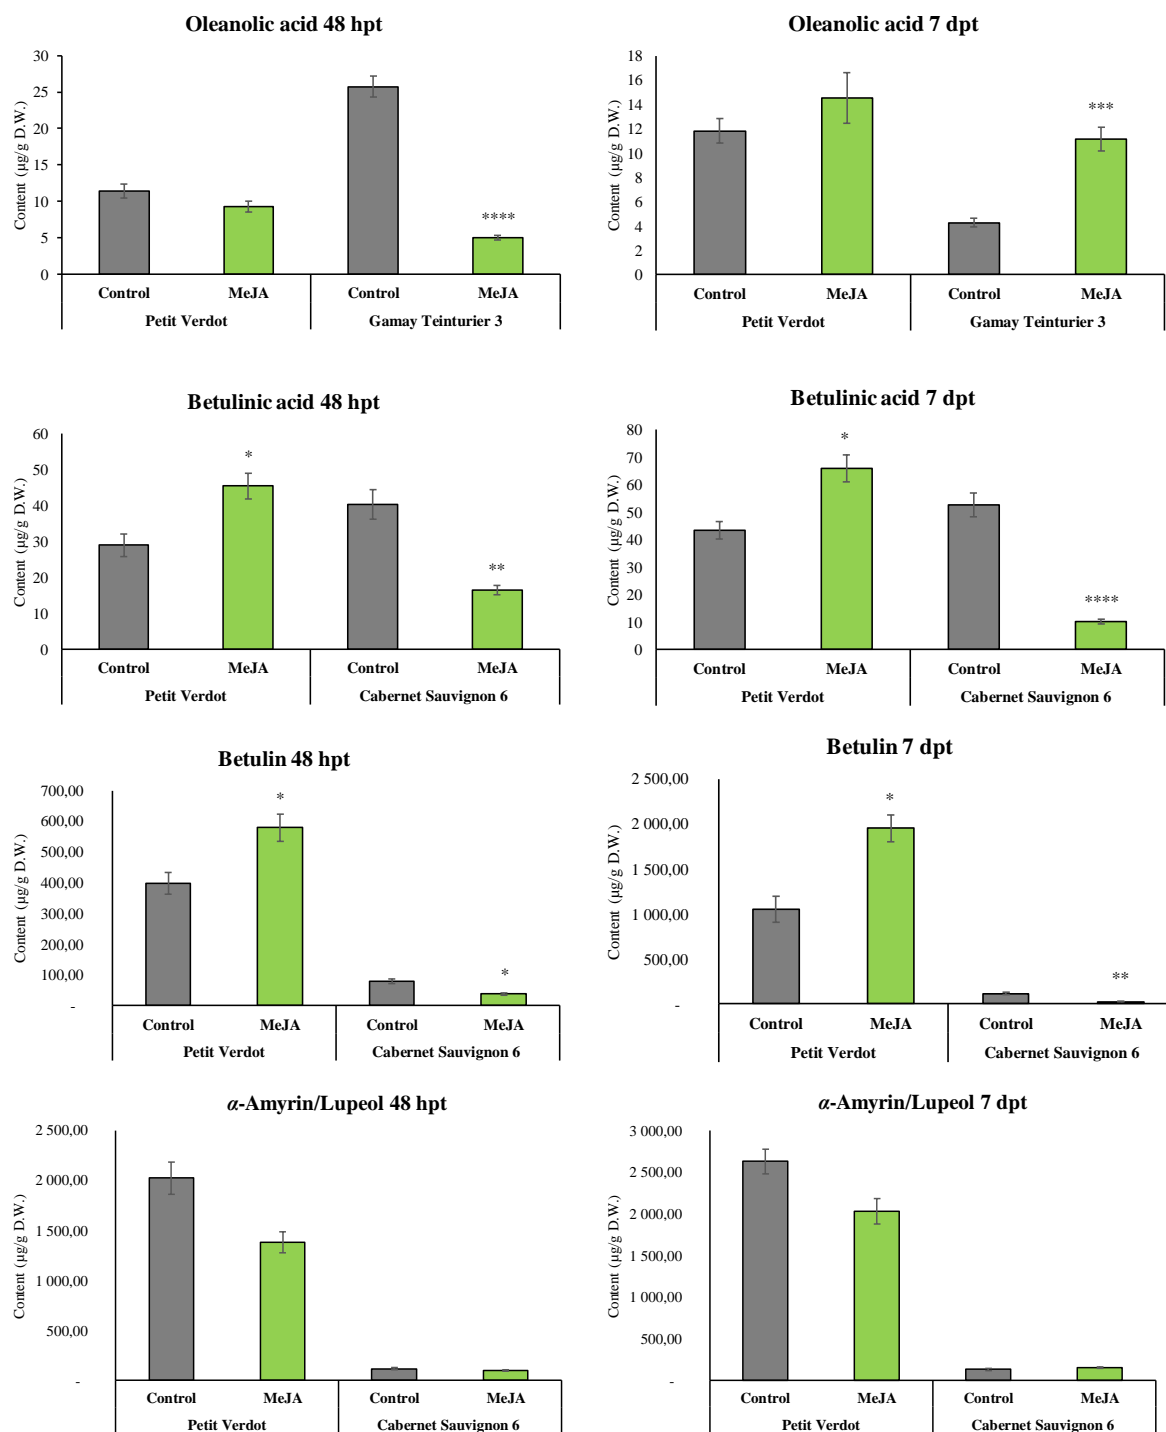 Oleanolic acid 48 hpt
Content (µg/g D.W.)
30
25
20
15
10
5
0
****
Control MeJA Control MeJA
Petit Verdot Gamay Teinturier 3
Oleanolic acid 7 dpt
Content (µg/g D.W.)
18
16
14
12
10
8
6
4
2
0
***
Control MeJA Control MeJA
Petit Verdot Gamay Teinturier 3
Betulinic acid 48 hpt
Content (µg/g D.W.)
60
50
40
30
20
10
0
*
**
Control MeJA Control MeJA
Petit Verdot Cabernet Sauvignon 6
Betulinic acid 7 dpt
Content (µg/g D.W.)
80
70
60
50
40
30
20
10
0
*
****
Control MeJA Control MeJA
Petit Verdot Cabernet Sauvignon 6
Betulin 48 hpt
Content (µg/g D.W.)
700,00
600,00
500,00
400,00
300,00
200,00
100,00
-
*
*
Control MeJA Control MeJA
Petit Verdot Cabernet Sauvignon 6
Betulin 7 dpt
Content (µg/g D.W.)
2 500,00
2 000,00
1 500,00
1 000,00
500,00
-
*
**
Control MeJA Control MeJA
Petit Verdot Cabernet Sauvignon 6
α-Amyrin/Lupeol 48 hpt
Content (µg/g D.W.)
2 500,00
2 000,00
1 500,00
1 000,00
500,00
-
Control MeJA Control MeJA
Petit Verdot Cabernet Sauvignon 6
α-Amyrin/Lupeol 7 dpt
Content (µg/g D.W.)
3 000,00
2 500,00
2 000,00
1 500,00
1 000,00
500,00
-
Control MeJA Control MeJA
Petit Verdot Cabernet Sauvignon 6